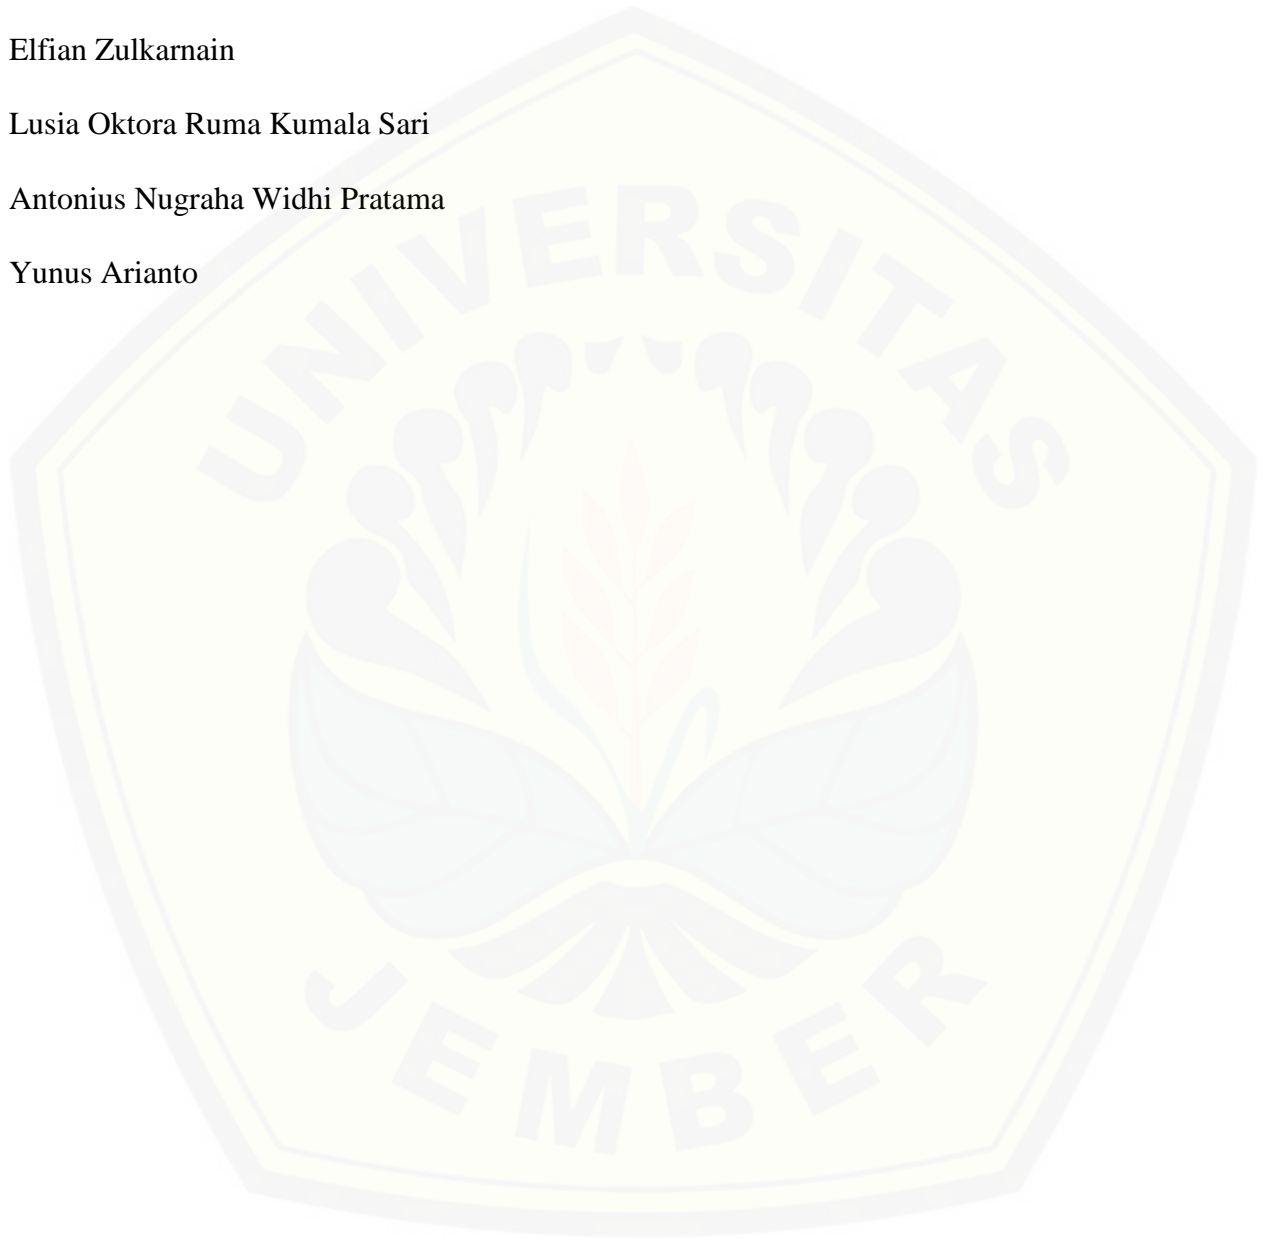 Elfian Zulkarnain
Lusia Oktora Ruma Kumala Sari
Antonius Nugraha Widhi Pratama
Yunus Arianto
UNIVERSITAS
JEMBER